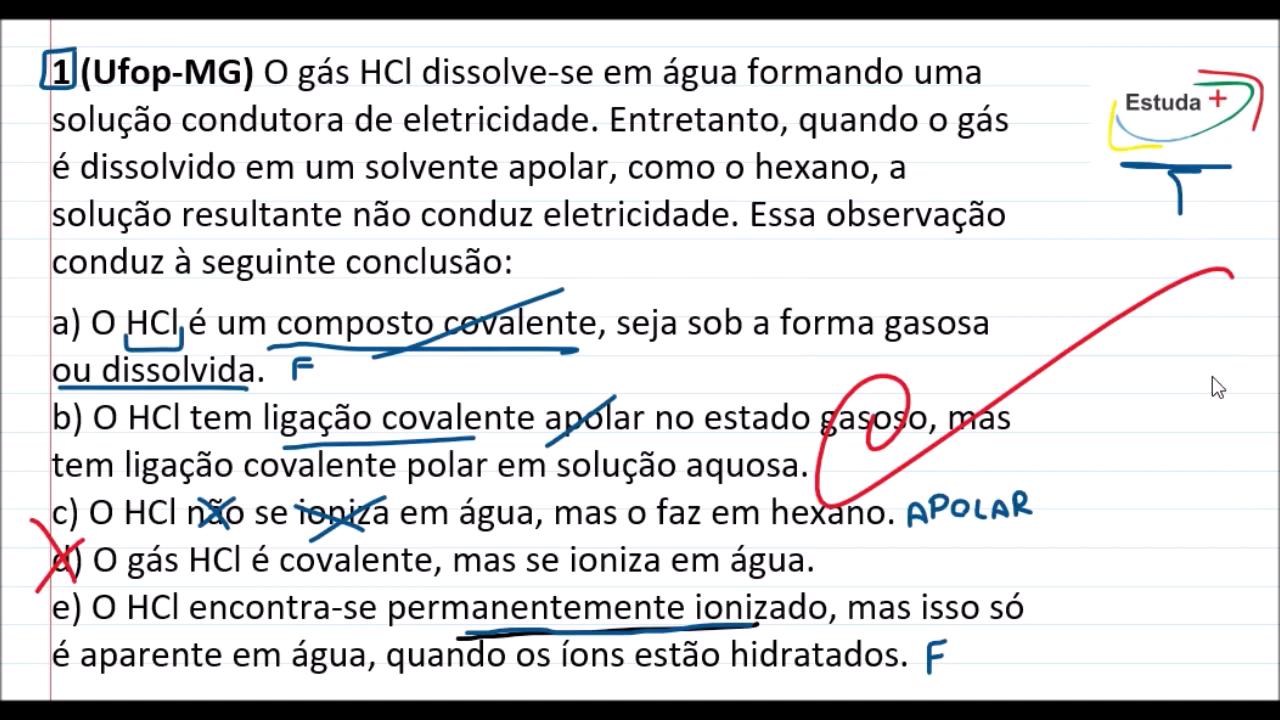 1 (Ufop-MG) O gás HCl dissolve-se em água formando uma
solução condutora de eletricidade. Entretanto, quando o gás
é dissolvido em um solvente apolar, como o hexano, a
solução resultante não conduz eletricidade. Essa observação
conduz à seguinte conclusão:
Estuda +
a) O HCl é um composto covalente, seja sob a forma gasosa
ou dissolvida. F
b) O HCl tem ligação covalente apolar no estado gasoso, mas
tem ligação covalente polar em solução aquosa.
c) O HCl não se ioniza em água, mas o faz em hexano. APOLAR
d) O gás HCl é covalente, mas se ioniza em água.
e) O HCl encontra-se permanentemente ionizado, mas isso só
é aparente em água, quando os íons estão hidratados. F